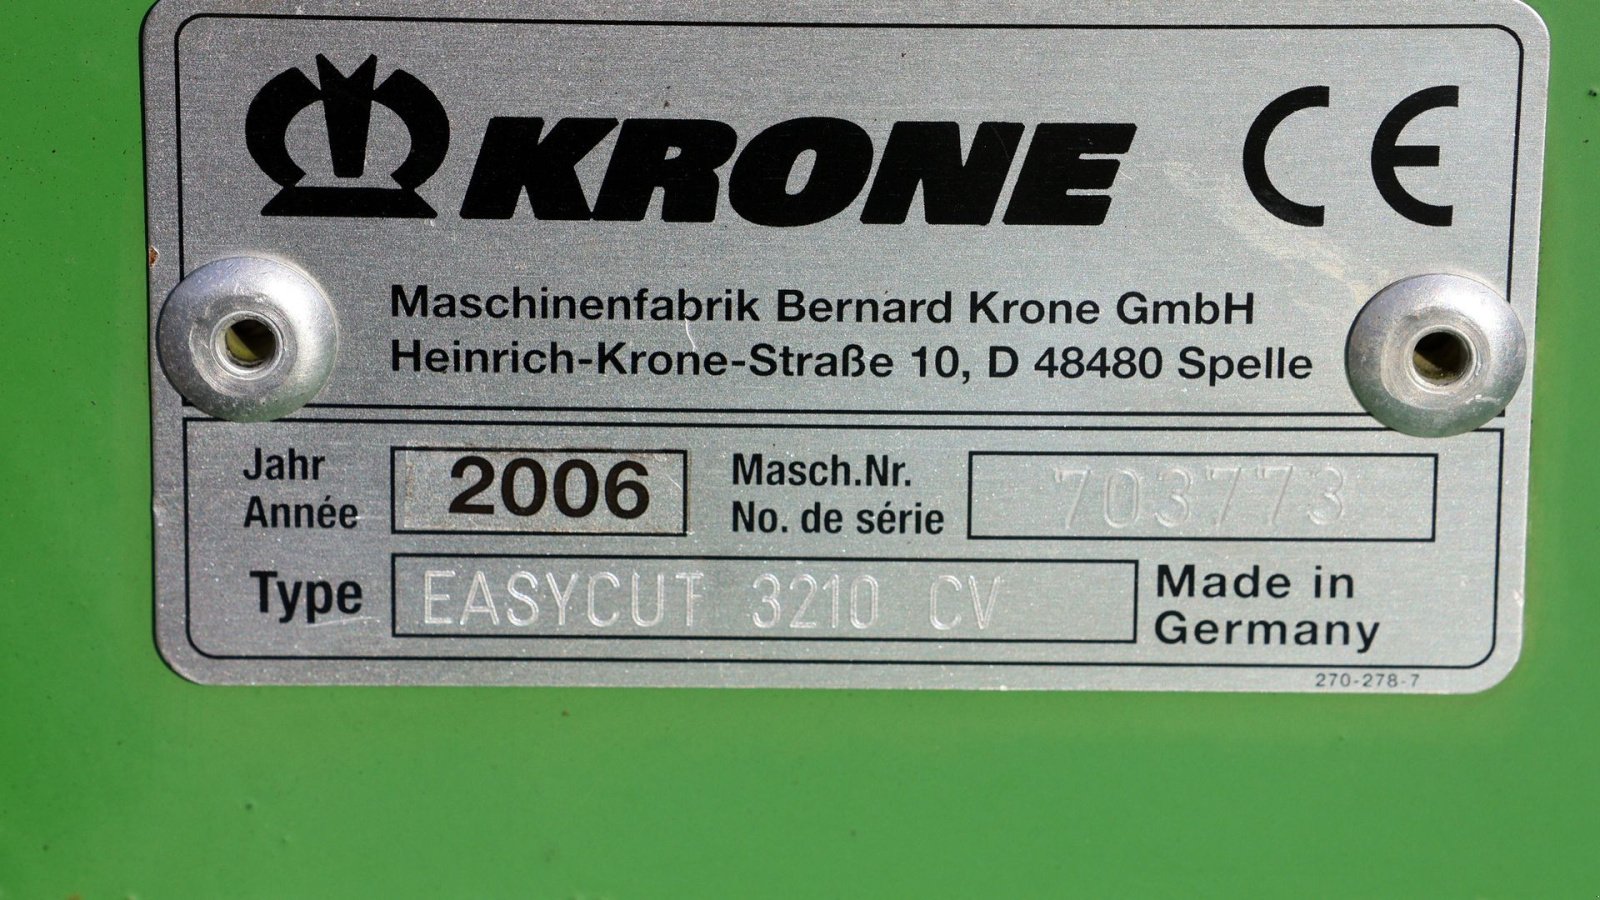 KRONE CE
Maschinenfabrik Bernard Krone GmbH
Heinrich-Krone-Straße 10, D 48480 Spelle
Jahr
Année
2006
Masch.Nr.
No. de série
703773
Type
EASYCUT 3210 CV
Made in
Germany
270-278-7